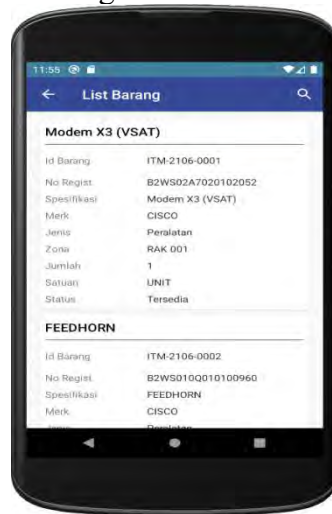 11:55
List Barang
Modem X3 (VSAT)
Id Barang ITM-2106-0001
No Regist B2WS02A7020102052
Spesifikasi Modem X3 (VSAT)
Merk CISCO
Jenis Peralatan
Zona RAK 001
Jumlah 1
Satuan UNIT
Status Tersedia
FEEDHORN
Id Barang ITM-2106-0002
No Regist B2WS010Q010100960
Spesifikasi FEEDHORN
Merk CISCO
Jenis Peralatan